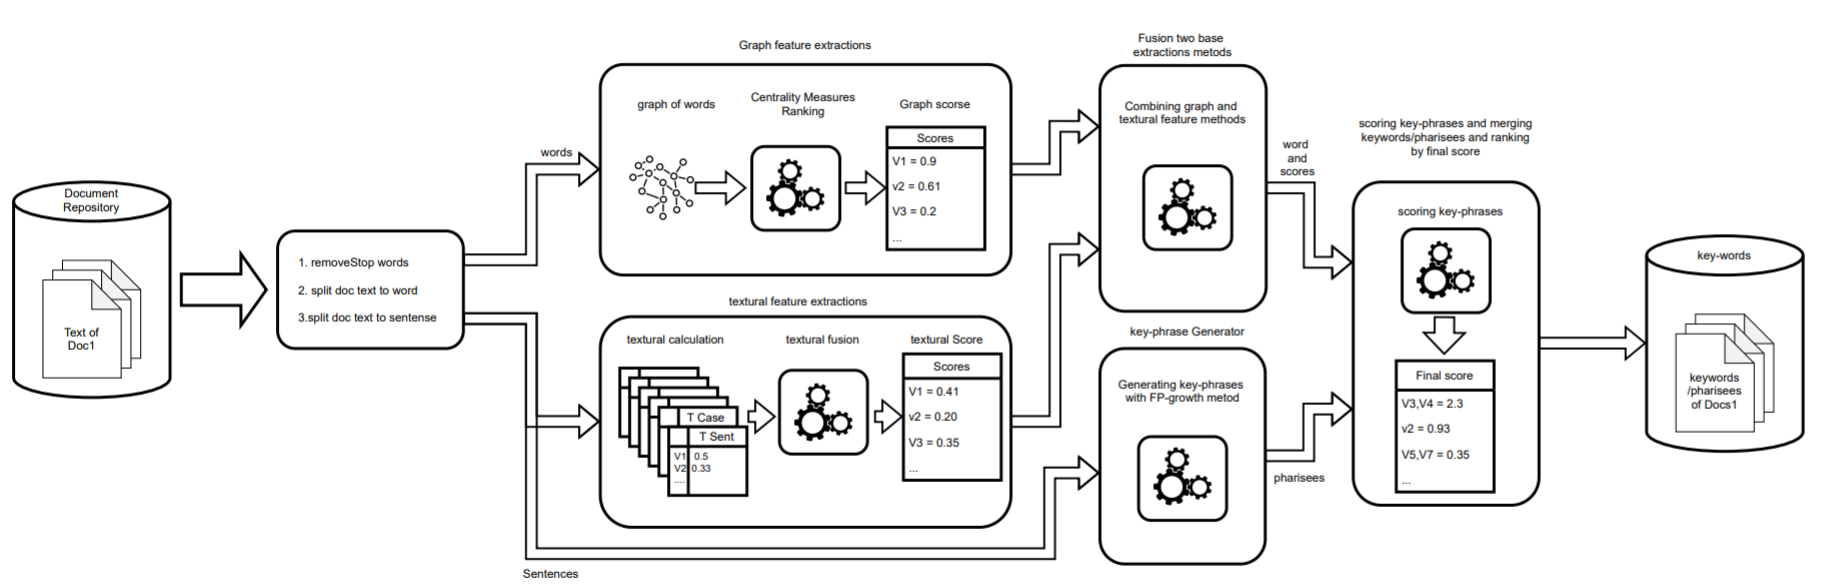 Document
Repository
Text of
Doc1
1. removeStop words
2. split doc text to word
3.split doc text to sentense
words
Sentences
Graph feature extractions
graph of words
Centrality Measures
Ranking
Graph scorse
Scores
V1 = 0.9
v2 = 0.61
V3 = 0.2
...
textural feature extractions
textural calculation
T Case
T Sent
V1 0.5
V2 0.33
....
textural fusion
textural Score
Scores
V1 = 0.41
v2 = 0.20
V3 = 0.35
...
Fusion two base
extractions metods
Combining graph and
textural feature methods
key-phrase Generator
Generating key-phrases
with FP-growth metod
word
and
scores
pharisees
scoring key-phrases and merging
keywords/pharisees and ranking
by final score
scoring key-phrases
Final score
V3,V4 = 2.3
v2 = 0.93
V5,V7 = 0.35
...
key-words
keywords
/pharisees
of Docs1